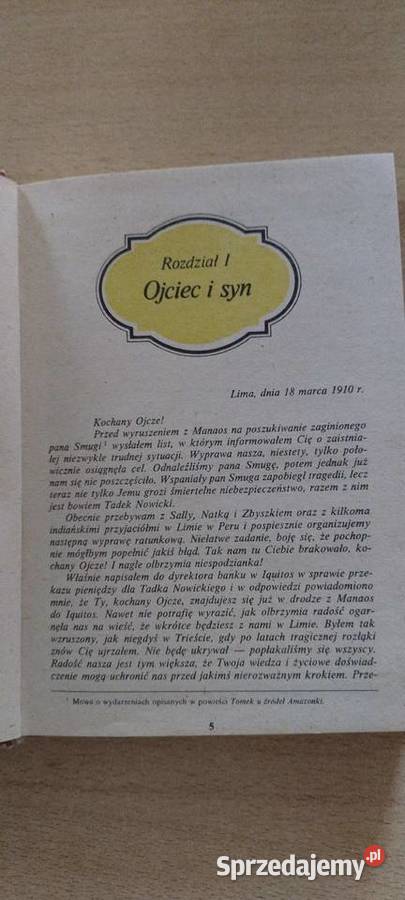 Rozdział I
Ojciec i syn
Lima, dnia 18 marca 1910 r.
Kochany Ojcze!
Przed wyruszeniem z Manaos na poszukiwanie zaginionego
pana Smugi¹ wysłałem list, w którym informowałem Cię o zaistnia-
łej niezwykle trudnej sytuacji. Wyprawa nasza, niestety, tylko poło-
wicznie osiągnęła cel. Odnaleźliśmy pana Smugę, potem jednak już
nam się nie poszczęściło. Wspaniały pan Smuga zapobiegł tragedii, lecz
teraz nie tylko Jemu grozi śmiertelne niebezpieczeństwo, razem z nim
jest bowiem Tadek Nowicki.
Obecnie przebywam z Sally, Natką i Zbyszkiem oraz z kilkoma
indiańskimi przyjaciółmi w Limie w Peru i pospiesznie organizujemy
następną wyprawę ratunkową. Niełatwe zadanie, boję się, że pochop-
nie mógłbym popełnić jakiś błąd. Tak nam tu Ciebie brakowało, ko-
chany Ojcze! I nagle olbrzymia niespodzianka!
Właśnie napisałem do dyrektora banku w Iquitos w sprawie prze-
kazu pieniędzy dla Tadka Nowickiego i w odpowiedzi powiadomiono
mnie, że Ty, kochany Ojcze, znajdujesz się już w drodze z Manaos
do Iquitos. Nawet nie potrafię wyrazić, jak olbrzymia radość ogar-
nęła nas na wieść, że wkrótce będziesz z nami w Limie. Byłem tak
wzruszony, jak niegdyś w Trieście, gdy po latach tragicznej rozłąki
znów Cię ujrzałem. Nie będę ukrywał — popłakaliśmy się wszyscy.
Radość nasza jest tym większa, że Twoja wiedza i życiowe doświad-
czenie mogą uchronić nas przed jakimś nierozważnym krokiem. Prze-
¹ Mowa o wydarzeniach opisanych w powieści Tomek u źródeł Amazonki.
5
Sprzedajemy.pl